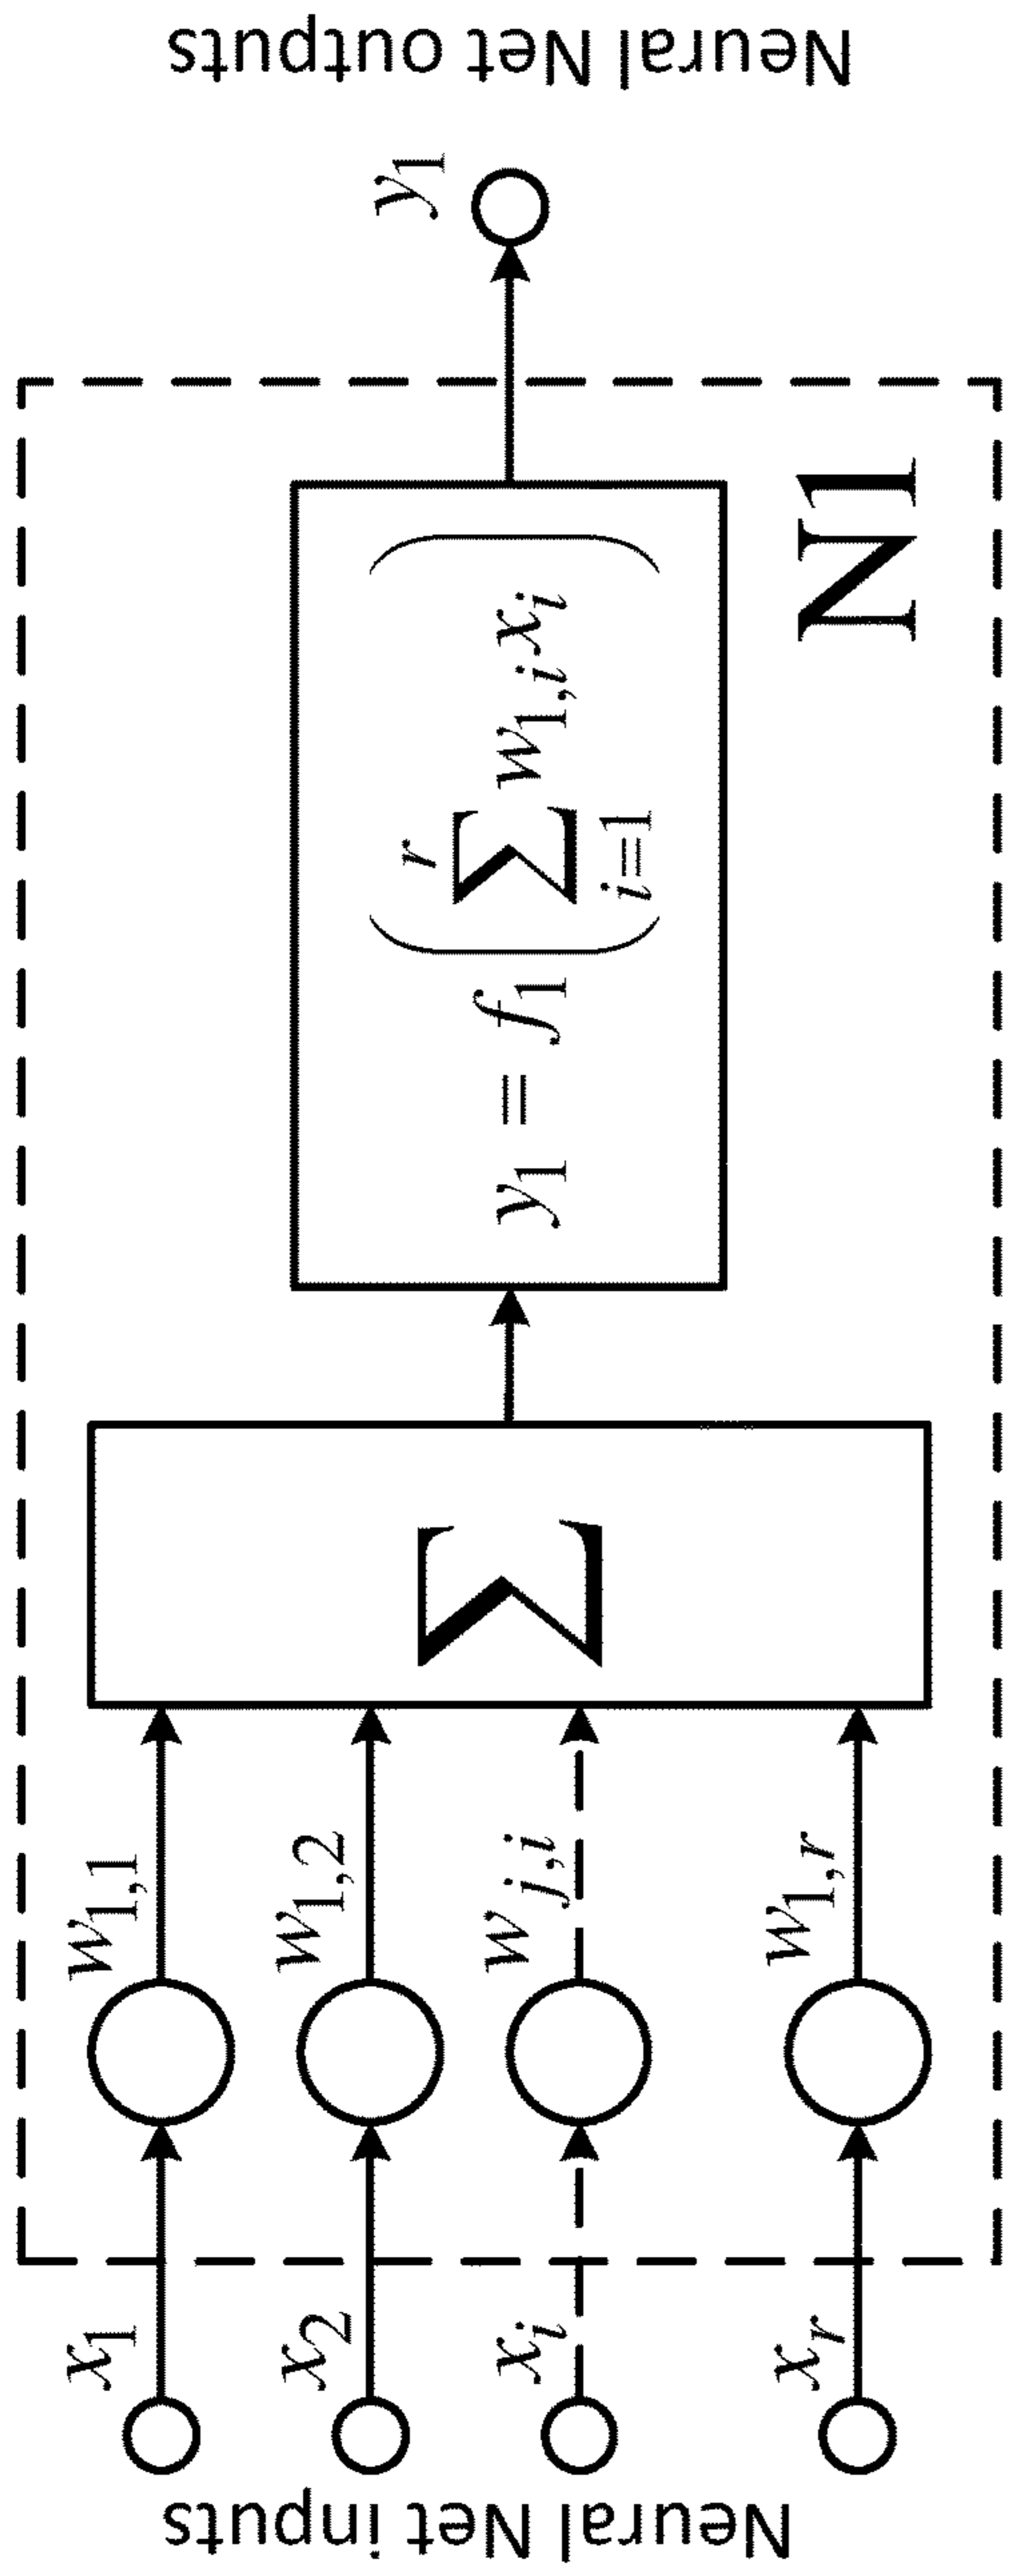 Neural Net inputs
x1
x2
xi
xr
w1,1
w1,2
wj,i
w1,r
Σ
y1 = f1 ( r Σ i=1 w1,i xi )
N1
y1
Neural Net outputs